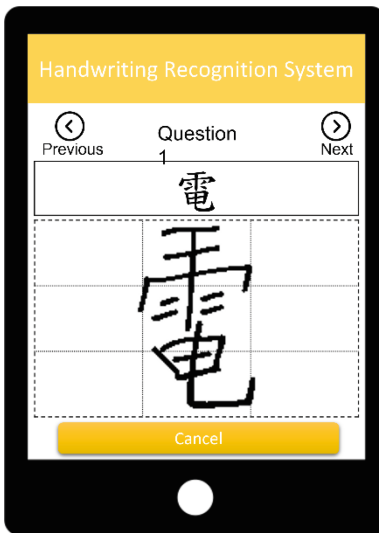 Handwriting Recognition System
Previous
Question 1
Next
電
電
Cancel